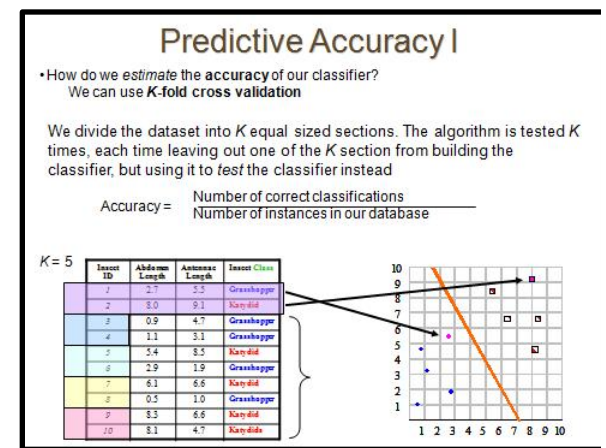 Predictive Accuracy I
•How do we estimate the accuracy of our classifier?
We can use K-fold cross validation
We divide the dataset into K equal sized sections. The algorithm is tested K
times, each time leaving out one of the K section from building the
classifier, but using it to test the classifier instead
Accuracy = Number of correct classifications
Number of instances in our database
K = 5
Insect ID Abdomen Length Antennae Length Insect Class
1 2.7 5.5 Grasshopper
2 8.0 9.1 Katydid
3 0.9 4.7 Grasshopper
4 1.1 3.1 Grasshopper
5 5.4 8.5 Katydid
6 2.9 1.9 Grasshopper
7 6.1 6.6 Katydid
8 0.5 1.0 Grasshopper
9 8.3 6.6 Katydid
10 8.1 4.7 Katydids
10
9
8
7
6
5
4
3
2
1
1 2 3 4 5 6 7 8 9 10